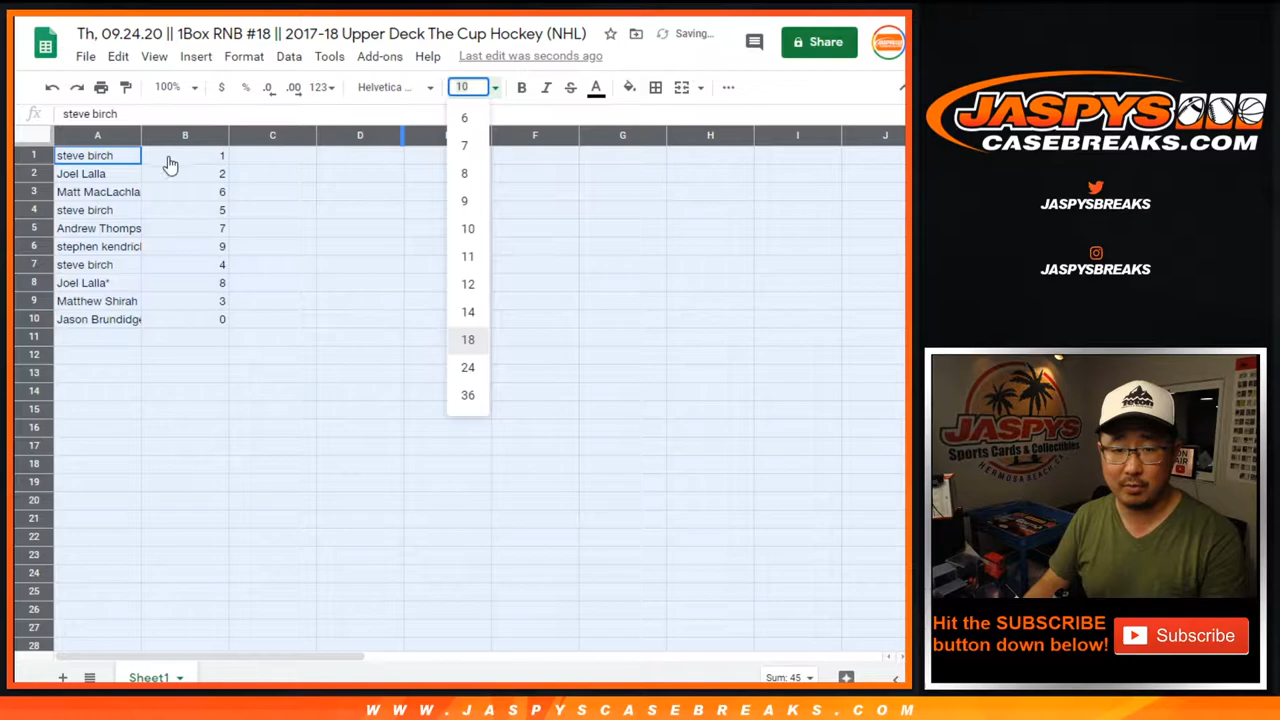 Th, 09.24.20 || 1Box RNB #18 || 2017-18 Upper Deck The Cup Hockey (NHL)
Saving...
Share
File Edit View Insert Format Data Tools Add-ons Help Last edit was seconds ago
100% $ % .0 .00 123 Helvetica ... 10 B I S A
fx steve birch
A B C D F G H I J
1 steve birch 1
2 Joel Lalla 2
3 Matt MacLachla 6
4 steve birch 5
5 Andrew Thomps 7
6 stephen kendric 9
7 steve birch 4
8 Joel Lalla* 8
9 Matthew Shirah 3
10 Jason Brundidge 0
11
12
13
14
15
16
17
18
19
20
21
22
23
24
25
26
27
28
6
7
8
9
10
11
12
14
18
24
36
Sheet1
Sum: 45
JASPYS
CASEBREAKS.COM
JASPYSBREAKS
JASPYSBREAKS
JASPYS
Sports Cards & Collectibles
HERMOSA BEACH, CA
TETON
ON
AIR
Hit the SUBSCRIBE
button down below!
Subscribe
WWW.JASPYSCASEBREAKS.COM